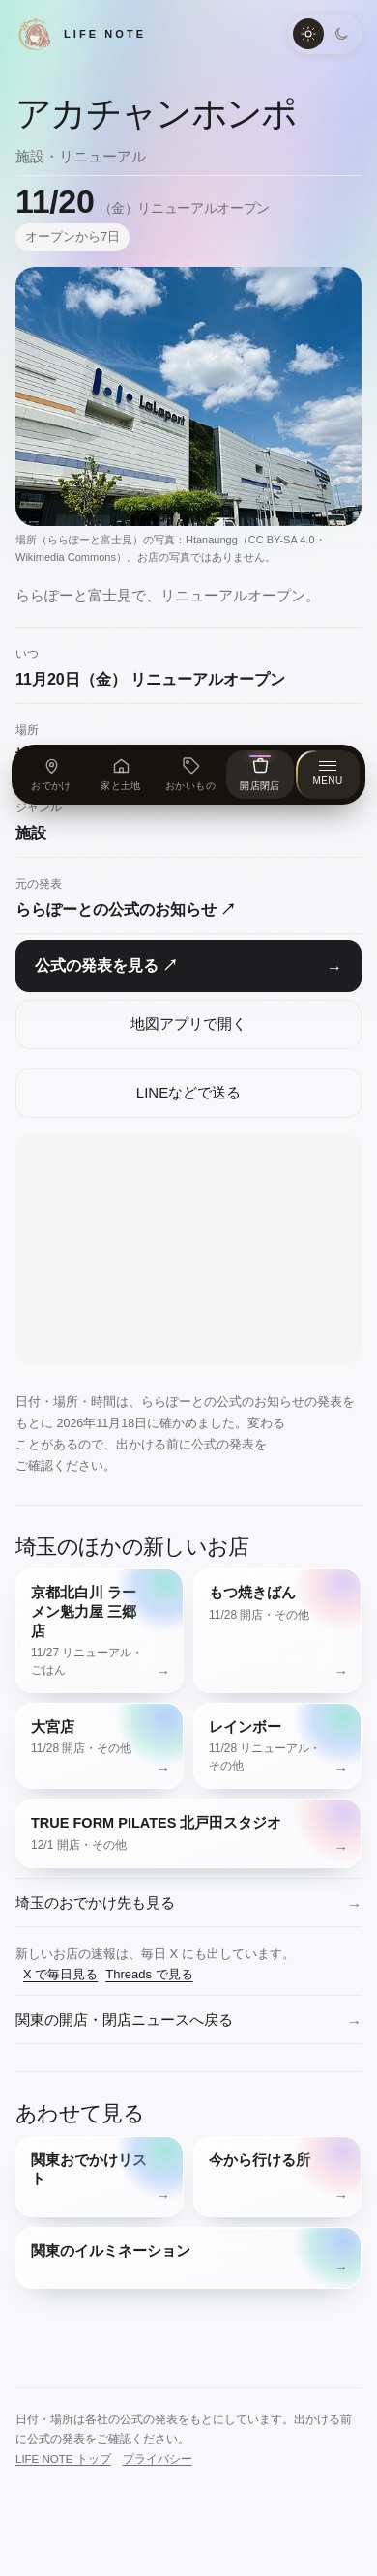 LIFE NOTE
アカチャンホンポ
施設・リニューアル
11/20 （金）リニューアルオープン
オープンから7日
LaLaport
場所（ららぽーと富士見）の写真：Htanaungg（CC BY-SA 4.0・
Wikimedia Commons）。お店の写真ではありません。
ららぽーと富士見で、リニューアルオープン。
いつ
11月20日（金） リニューアルオープン
場所
おでかけ 家と土地 おかいもの 開店閉店 MENU
ジャンル
施設
元の発表
ららぽーとの公式のお知らせ ↗
公式の発表を見る ↗ →
地図アプリで開く
LINEなどで送る
日付・場所・時間は、ららぽーとの公式のお知らせの発表を
もとに 2026年11月18日に確かめました。変わる
ことがあるので、出かける前に公式の発表を
ご確認ください。
埼玉のほかの新しいお店
京都北白川 ラー
メン魁力屋 三郷
店
11/27 リニューアル・
ごはん →
もつ焼きばん
11/28 開店・その他
→
大宮店
11/28 開店・その他
→
レインボー
11/28 リニューアル・
その他 →
TRUE FORM PILATES 北戸田スタジオ
12/1 開店・その他 →
埼玉のおでかけ先も見る →
新しいお店の速報は、毎日 X にも出しています。
X で毎日見る Threads で見る
関東の開店・閉店ニュースへ戻る →
あわせて見る
関東おでかけリス
ト
→
今から行ける所
→
関東のイルミネーション
→
日付・場所は各社の公式の発表をもとにしています。出かける前
に公式の発表をご確認ください。
LIFE NOTE トップ プライバシー